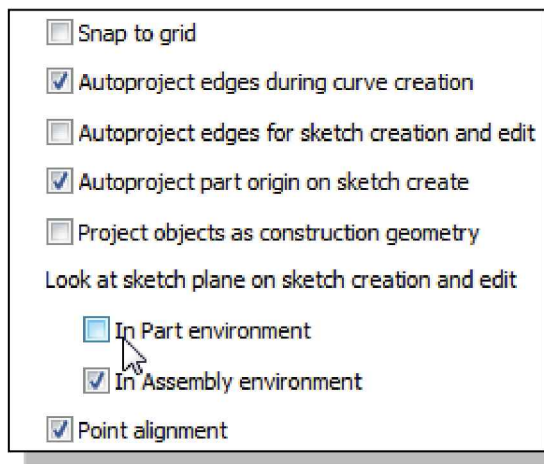 Snap to grid
Autoproject edges during curve creation
Autoproject edges for sketch creation and edit
Autoproject part origin on sketch create
Project objects as construction geometry
Look at sketch plane on sketch creation and edit
In Part environment
In Assembly environment
Point alignment